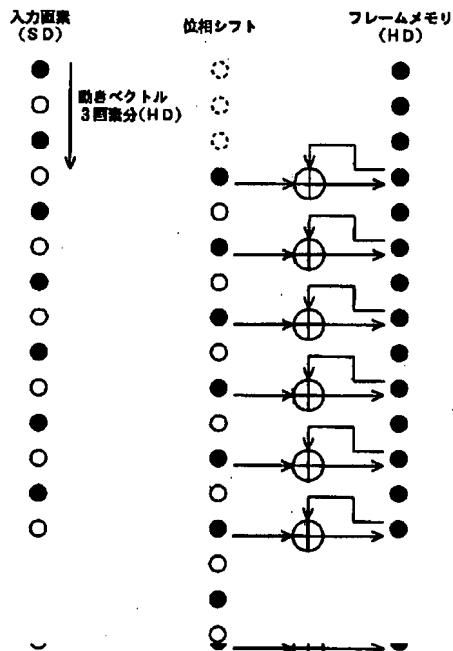 入力画素
(SD)
位相シフト
フレームメモリ
(HD)
動きベクトル
3画素分(HD)